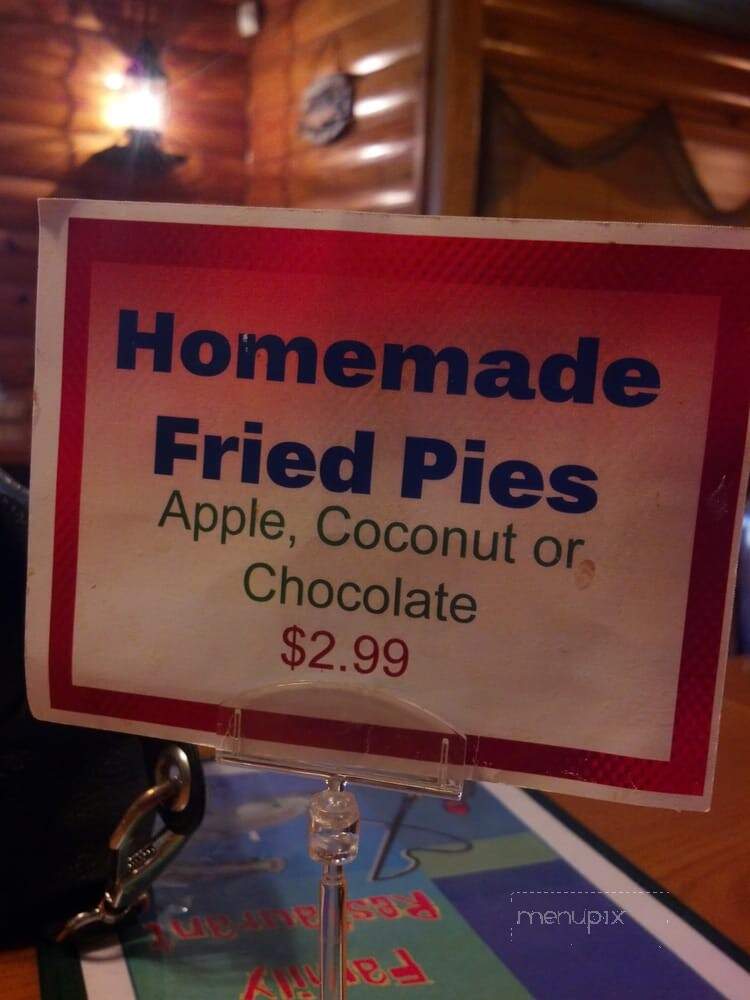 Homemade
Fried Pies
Apple, Coconut or
Chocolate
$2.99
menupix
Restaurant
Family